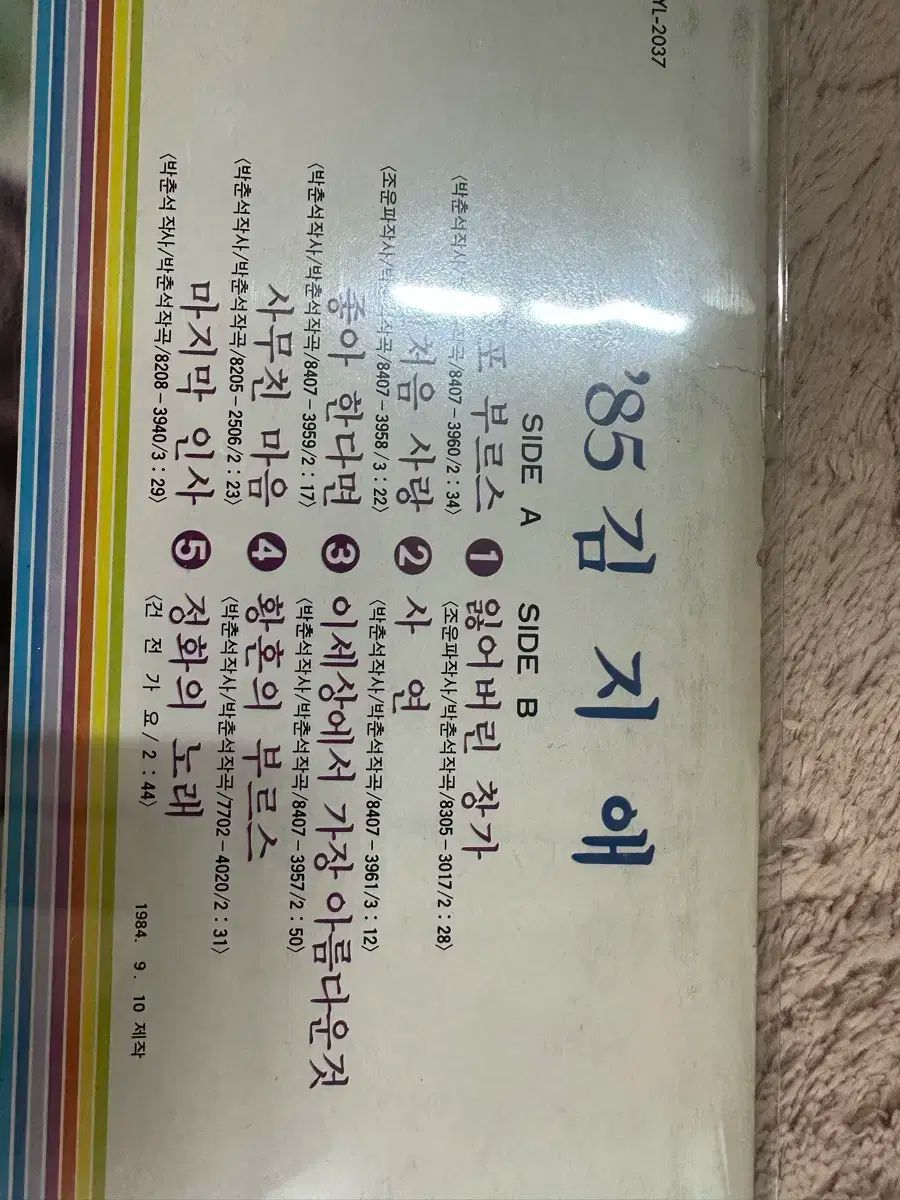 YL-2037
'85 김 지 애
SIDE A
부르스
작곡/8407-3960/2:34〉
처음 사랑
〈조운파작사/
작곡/8407-3958/3:22〉
좋아 한다면
〈박춘석작사/박춘석작곡/8407-3959/2:17〉
사무친 마음
〈박춘석작사/박춘석작곡/8205-2506/2:23〉
마지막 인사
〈박춘석 작사/박춘석작곡/8208-3940/3:29〉
SIDE B
❶ 잃어버린 창가
〈조운파작사/박춘석작곡/8305-3017/2:28〉
❷ 사 연
〈박춘석작사/박춘석작곡/8407-3961/3:12〉
❸ 이세상에서 가장 아름다운것
〈박춘석작사/박춘석작곡/8407-3957/2:50〉
❹ 황혼의 부르스
〈박춘석작사/박춘석작곡/7702-4020/2:31〉
❺ 정화의 노래
〈건 전 가 요/2:44〉
1984. 9. 10 제작